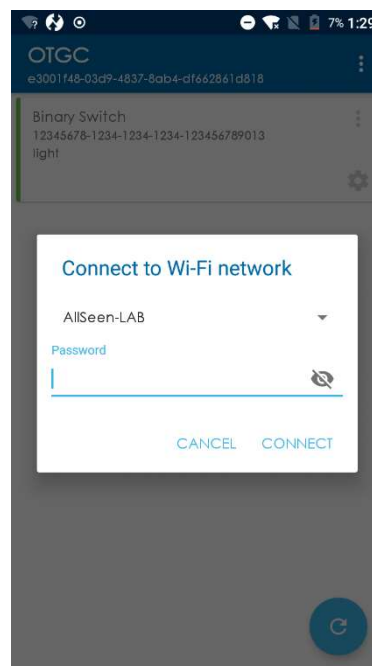 7% 1:29
OTGC
e3001f48-03d9-4837-8ab4-df662861d818
Binary Switch
12345678-1234-1234-1234-123456789013
light
Connect to Wi-Fi network
AllSeen-LAB
Password
CANCEL CONNECT